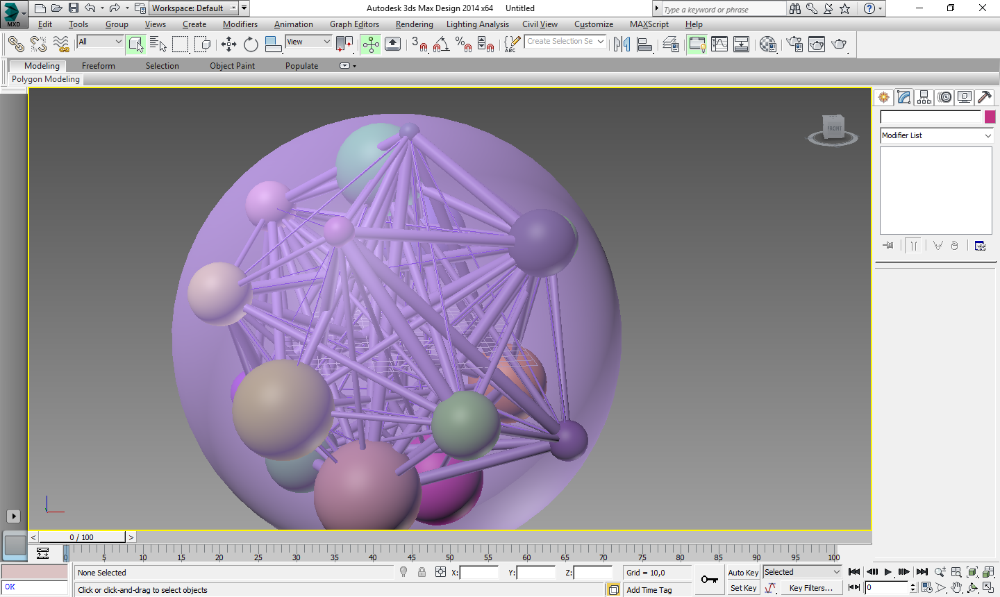 Workspace: Default
Autodesk 3ds Max Design 2014 x64 Untitled
Type a keyword or phrase
MXD
Edit Tools Group Views Create Modifiers Animation Graph Editors Rendering Lighting Analysis Civil View Customize MAXScript Help
All
View
3
%
ABC
Create Selection Se
Modeling Freeform Selection Object Paint Populate
Polygon Modeling
FRONT
Modifier List
0 / 100
0 5 10 15 20 25 30 35 40 45 50 55 60 65 70 75 80 85 90 95 100
None Selected
X: Y: Z:
Grid = 10,0
Auto Key
Selected
OK
Click or click-and-drag to select objects
Add Time Tag
Set Key
Key Filters...
0